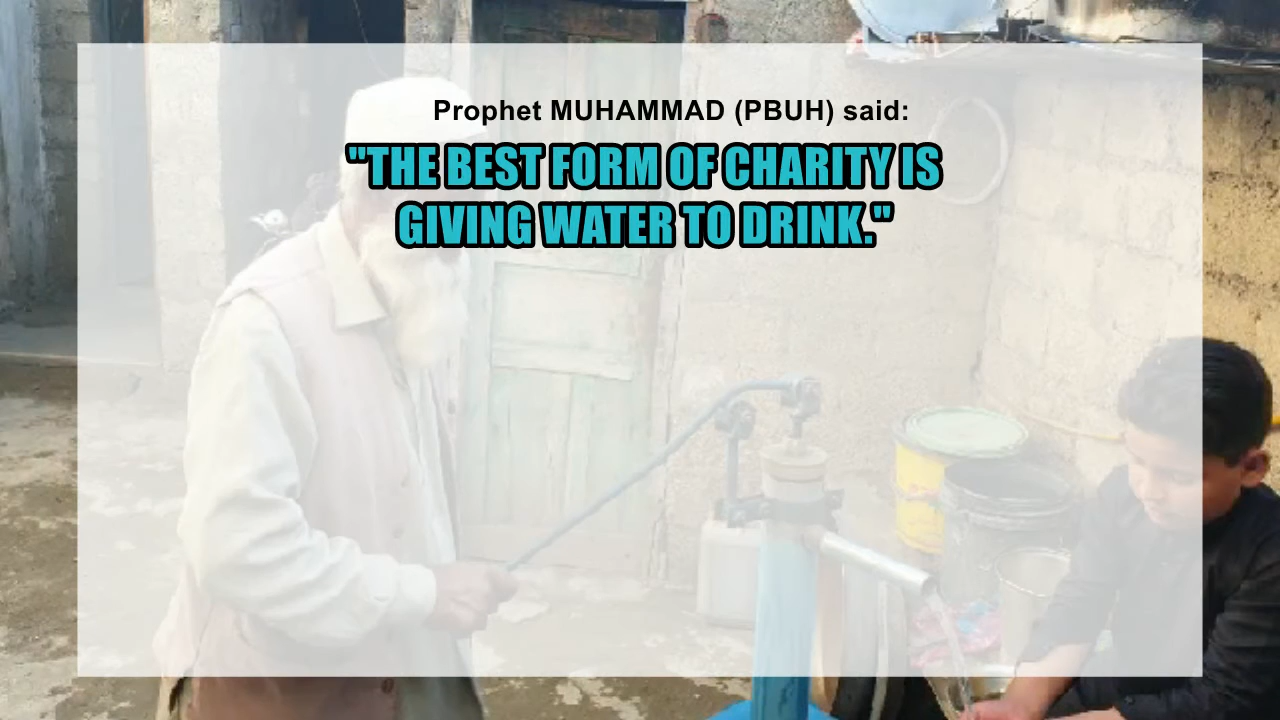 Prophet MUHAMMAD (PBUH) said:
"THE BEST FORM OF CHARITY IS
GIVING WATER TO DRINK."